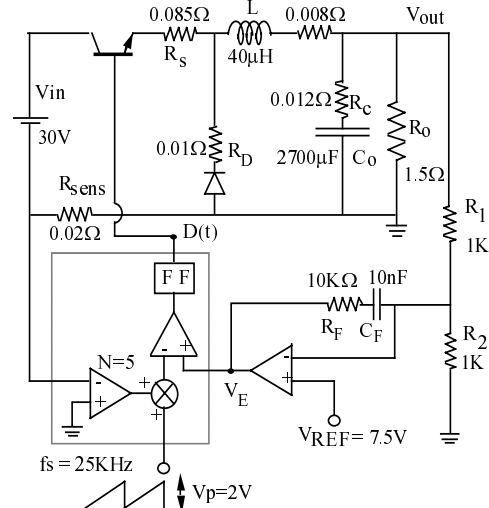 L
0.085Ω
0.008Ω
Vout
Rs
40μH
Vin
0.012Ω
Rc
Ro
0.01Ω
RD
30V
2700μF
Co
1.5Ω
Rsens
R1
0.02Ω
D(t)
1K
F F
10KΩ
10nF
RF
CF
R2
N=5
1K
VE
VREF = 7.5V
fs = 25KHz
Vp=2V
- +
- +
- +
+ +